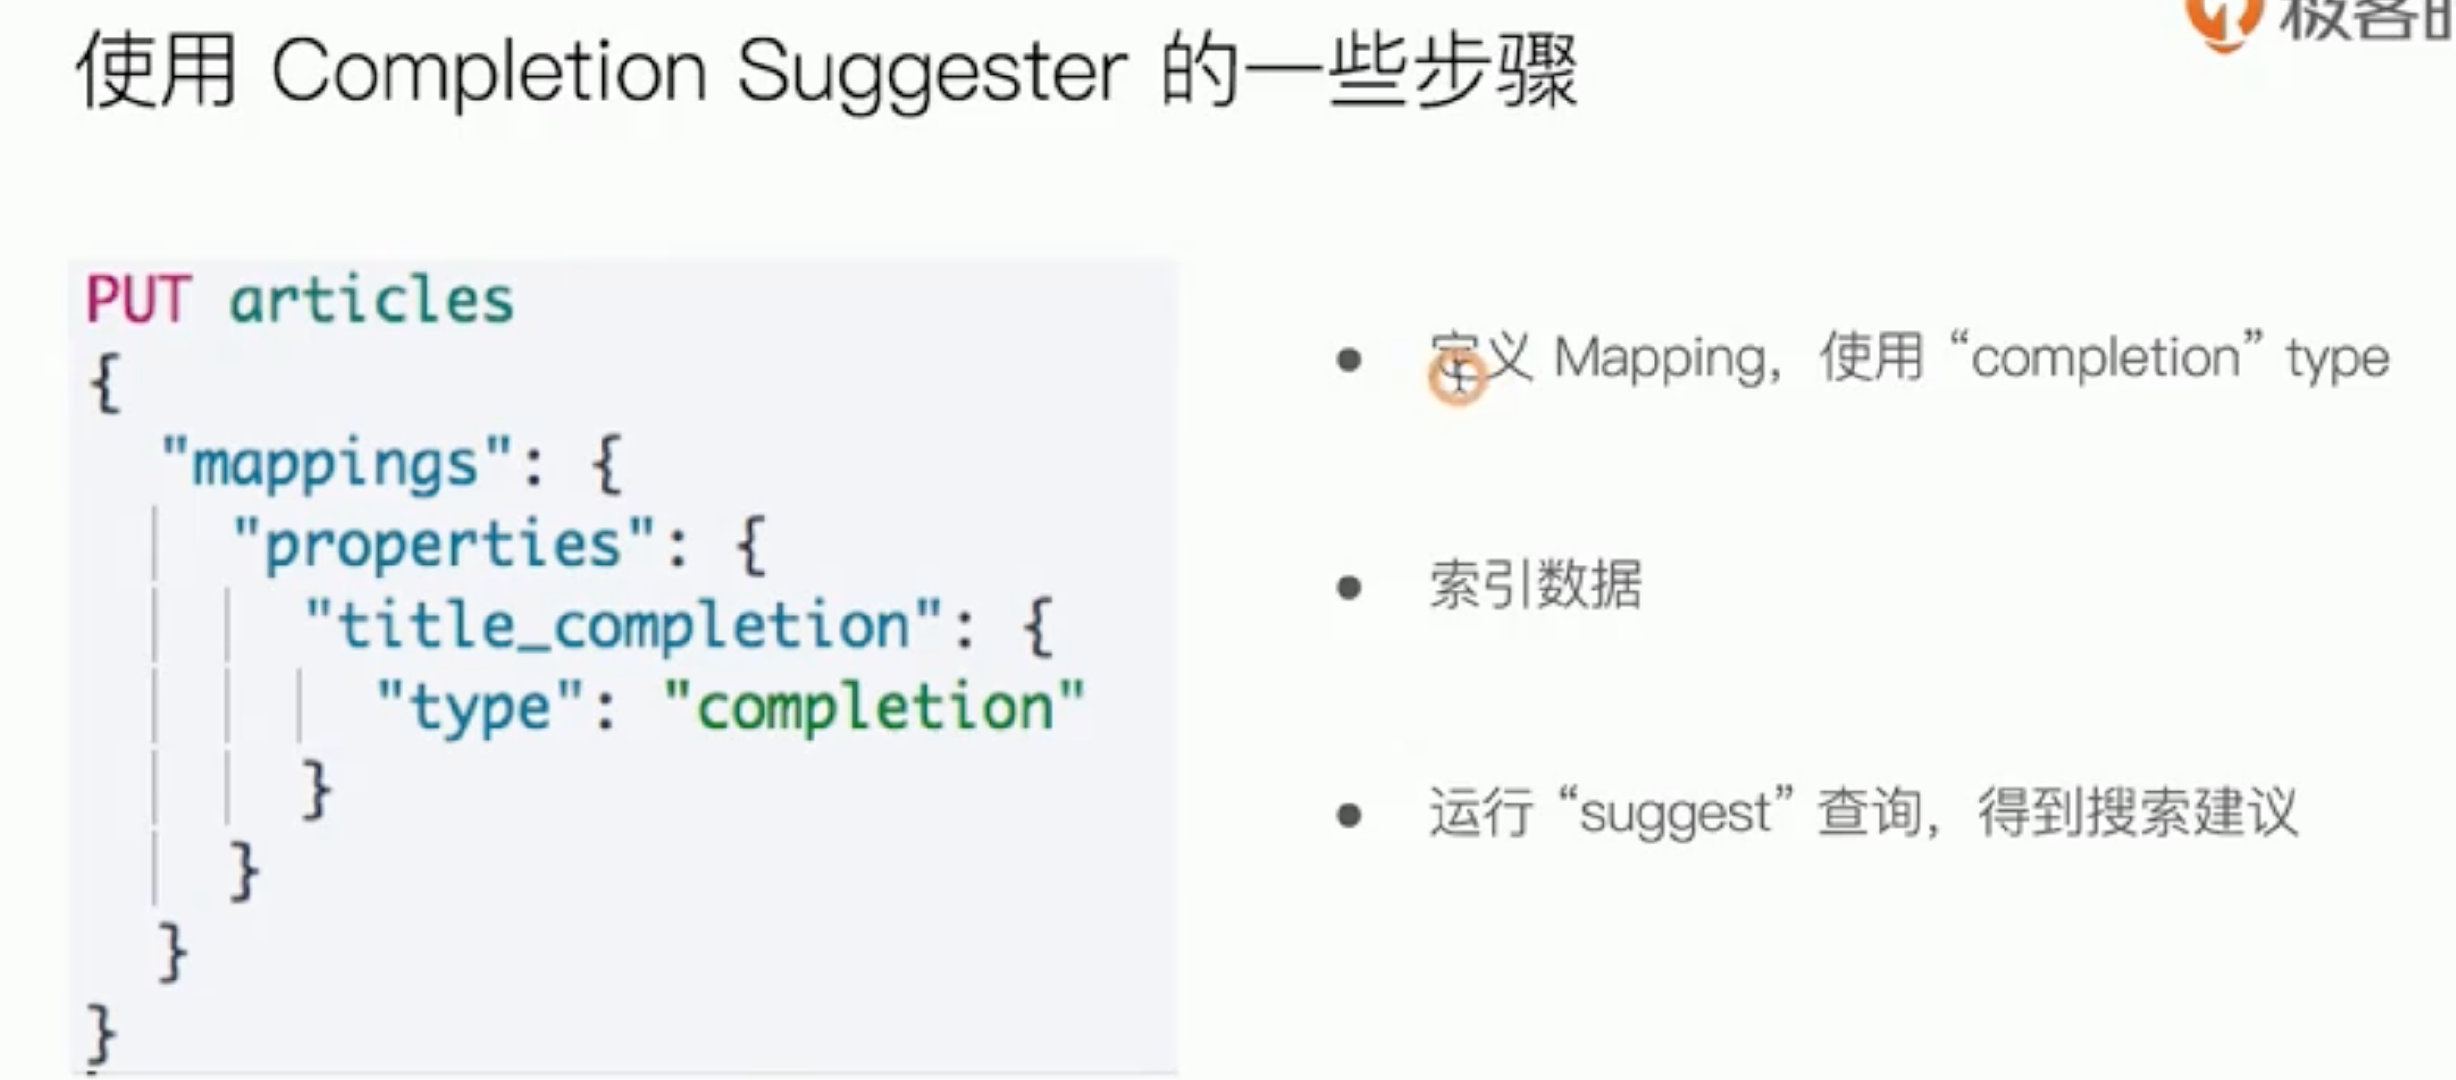 使用 Completion Suggester 的一些步骤
极客
PUT articles
{
"mappings": {
"properties": {
"title_completion": {
"type": "completion"
}
}
}
}
• 定义 Mapping，使用 “completion” type
• 索引数据
• 运行 “suggest” 查询，得到搜索建议